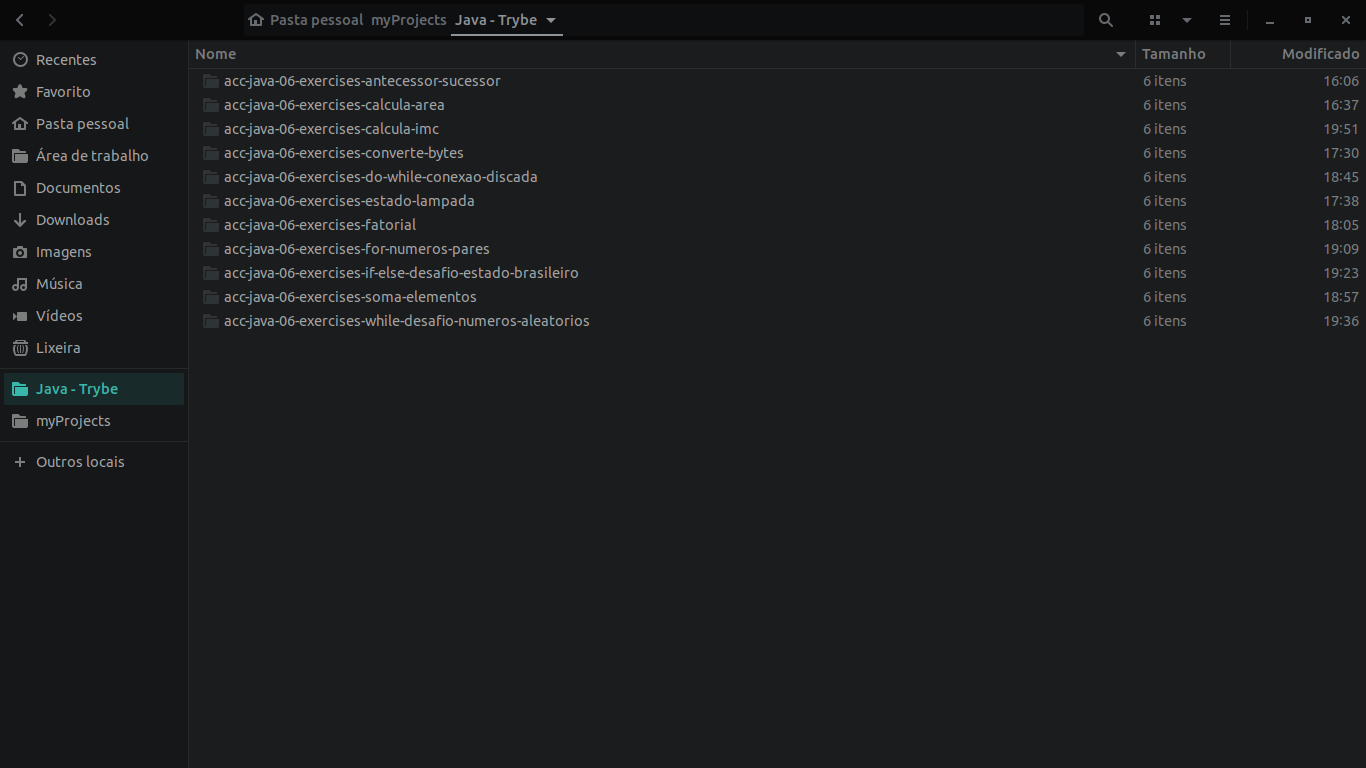 Pasta pessoal myProjects Java - Trybe
Recentes
Favorito
Pasta pessoal
Área de trabalho
Documentos
Downloads
Imagens
Música
Vídeos
Lixeira
Java - Trybe
myProjects
Outros locais
Nome Tamanho Modificado
acc-java-06-exercises-antecessor-sucessor 6 itens 16:06
acc-java-06-exercises-calcula-area 6 itens 16:37
acc-java-06-exercises-calcula-imc 6 itens 19:51
acc-java-06-exercises-converte-bytes 6 itens 17:30
acc-java-06-exercises-do-while-conexao-discada 6 itens 18:45
acc-java-06-exercises-estado-lampada 6 itens 17:38
acc-java-06-exercises-fatorial 6 itens 18:05
acc-java-06-exercises-for-numeros-pares 6 itens 19:09
acc-java-06-exercises-if-else-desafio-estado-brasileiro 6 itens 19:23
acc-java-06-exercises-soma-elementos 6 itens 18:57
acc-java-06-exercises-while-desafio-numeros-aleatorios 6 itens 19:36